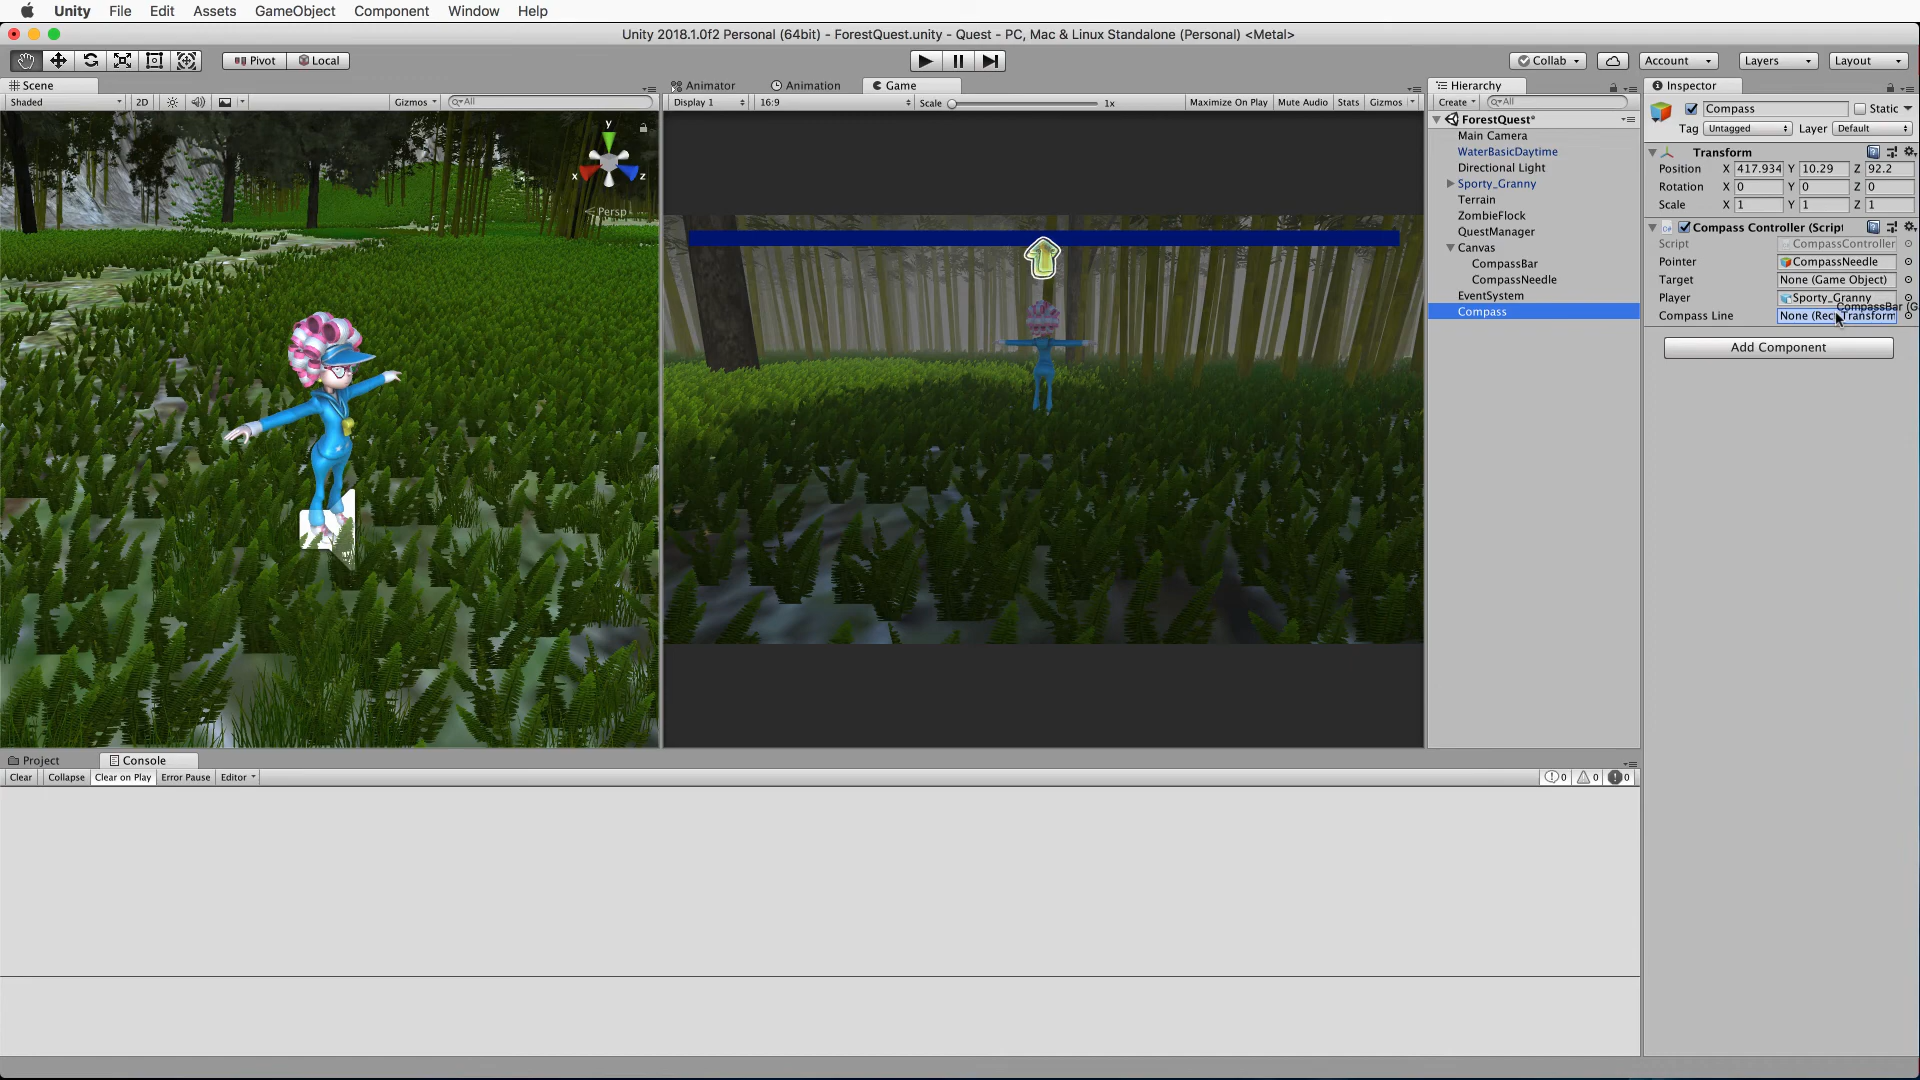 Unity File Edit Assets GameObject Component Window Help
Unity 2018.1.0f2 Personal (64bit) - ForestQuest.unity - Quest - PC, Mac & Linux Standalone (Personal) <Metal>
Pivot Local Collab Account Layers Layout
Scene Animator Animation Game Hierarchy Inspector
Shaded 2D Gizmos All Display 1 16:9 Scale 1x Maximize On Play Mute Audio Stats Gizmos Create All
Compass Static
Tag Untagged Layer Default
ForestQuest*
Main Camera
WaterBasicDaytime
Directional Light
Sporty_Granny
Terrain
ZombieFlock
QuestManager
Canvas
CompassBar
CompassNeedle
EventSystem
Compass
Transform
Position X 417.934 Y 10.29 Z 92.2
Rotation X 0 Y 0 Z 0
Scale X 1 Y 1 Z 1
Compass Controller (Script
Script CompassController
Pointer CompassNeedle
Target None (Game Object)
Player Sporty_Granny
CompassBar (G
Compass Line None (Rect Transform
Add Component
y
x z
Persp
Project Console
Clear Collapse Clear on Play Error Pause Editor 0 0 0